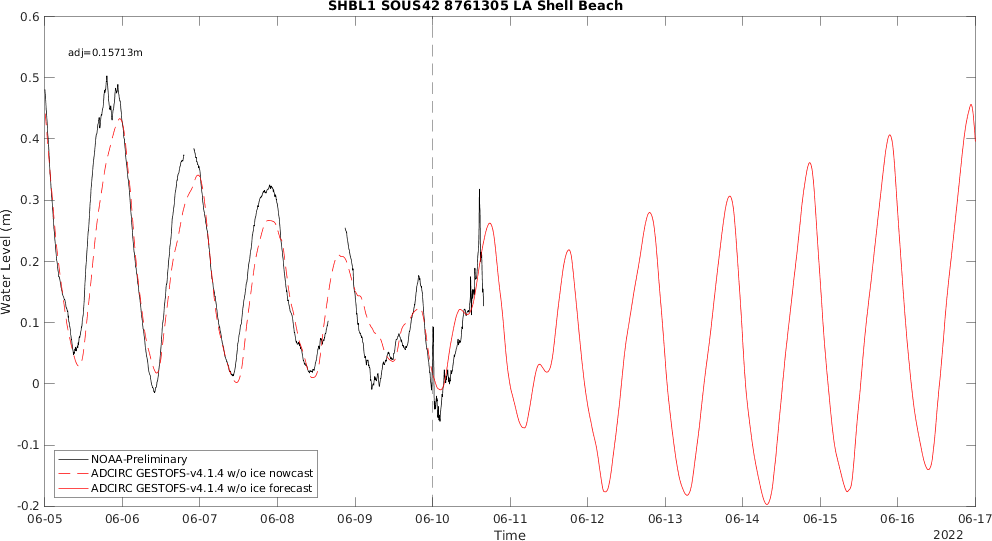 SHBL1 SOUS42 8761305 LA Shell Beach
adj=0.15713m
0.6
0.5
0.4
0.3
0.2
0.1
0
-0.1
-0.2
Water Level (m)
NOAA-Preliminary
ADCIRC GESTOFS-v4.1.4 w/o ice nowcast
ADCIRC GESTOFS-v4.1.4 w/o ice forecast
06-05 06-06 06-07 06-08 06-09 06-10 06-11 06-12 06-13 06-14 06-15 06-16 06-17
Time
2022